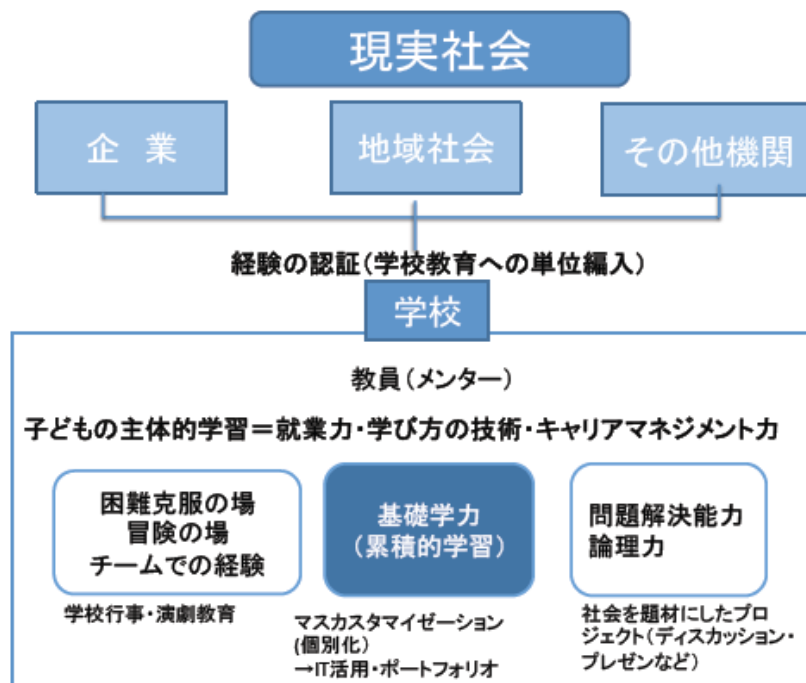 現実社会
企　業
地域社会
その他機関
経験の認証(学校教育への単位編入)
学校
教員(メンター)
子どもの主体的学習=就業力・学び方の技術・キャリアマネジメント力
困難克服の場
冒険の場
チームでの経験
学校行事・演劇教育
基礎学力
(累積的学習)
マスカスタマイゼーション
(個別化)
→IT活用・ポートフォリオ
問題解決能力
論理力
社会を題材にしたプロ
ジェクト(ディスカッション・
プレゼンなど)